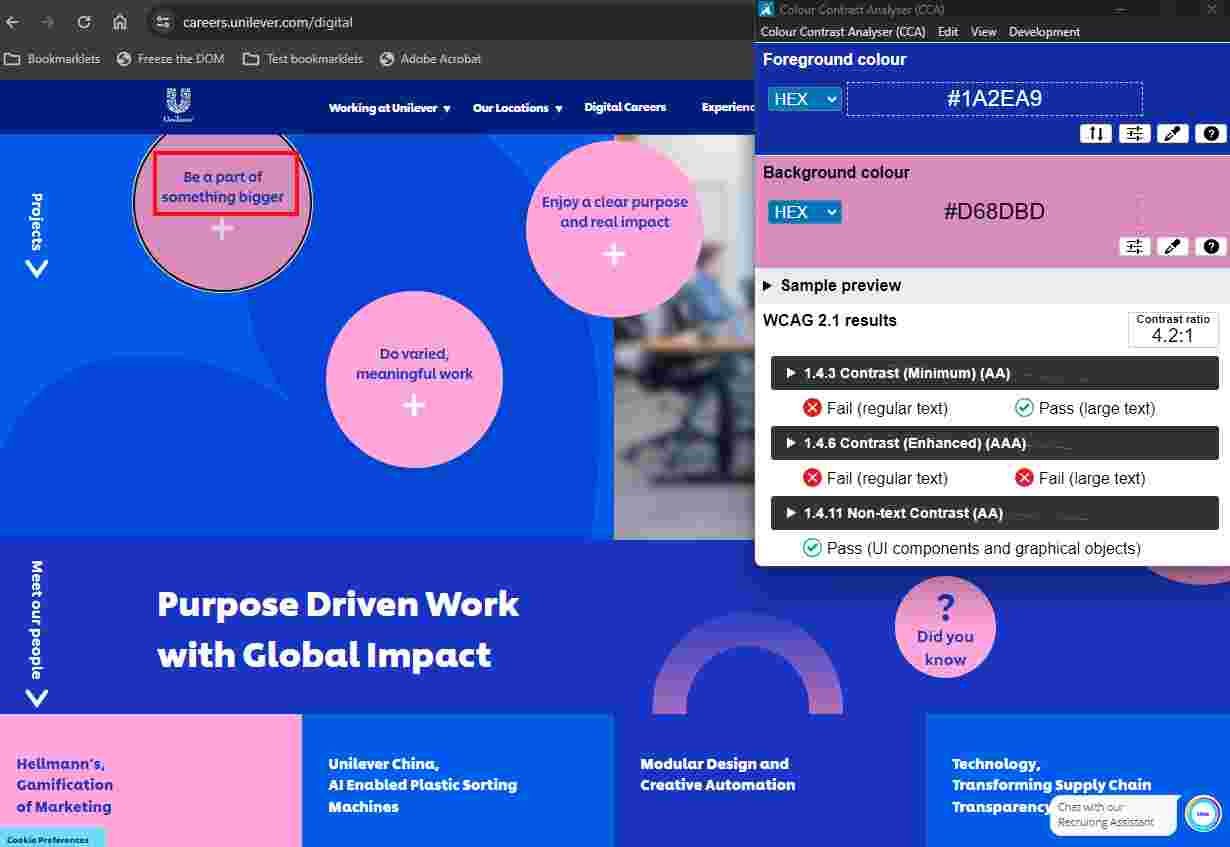 careers.unilever.com/digital
Bookmarklets
Freeze the DOM
Test bookmarklets
Adobe Acrobat
Unilever
Working at Unilever
Our Locations
Digital Careers
Projects
Be a part of
something bigger
Enjoy a clear purpose
and real impact
Do varied,
meaningful work
Meet our people
Purpose Driven Work
with Global Impact
?
Did you
know
Hellmann's,
Gamification
of Marketing
Unilever China,
AI Enabled Plastic Sorting
Machines
Modular Design and
Creative Automation
Technology,
Transforming Supply Chain
Transparency
Chat with our
Recruiting Assistant
Cookie Preferences
Colour Contrast Analyser (CCA)
Colour Contrast Analyser (CCA) Edit View Development
Foreground colour
HEX #1A2EA9
Background colour
HEX #D68DBD
Sample preview
WCAG 2.1 results
Contrast ratio
4.2:1
1.4.3 Contrast (Minimum) (AA)
Fail (regular text) Pass (large text)
1.4.6 Contrast (Enhanced) (AAA)
Fail (regular text) Fail (large text)
1.4.11 Non-text Contrast (AA)
Pass (UI components and graphical objects)